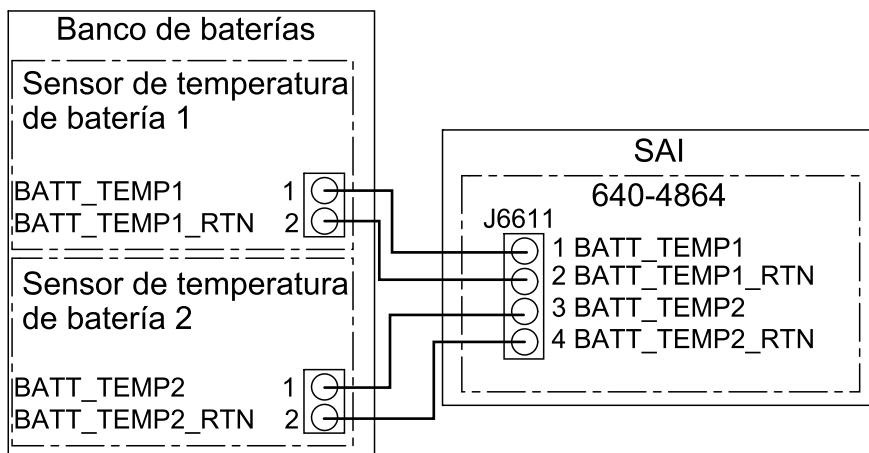 Banco de baterías
Sensor de temperatura
de batería 1
BATT_TEMP1 1
BATT_TEMP1_RTN 2
Sensor de temperatura
de batería 2
BATT_TEMP2 1
BATT_TEMP2_RTN 2
SAI
640-4864
J6611
1 BATT_TEMP1
2 BATT_TEMP1_RTN
3 BATT_TEMP2
4 BATT_TEMP2_RTN